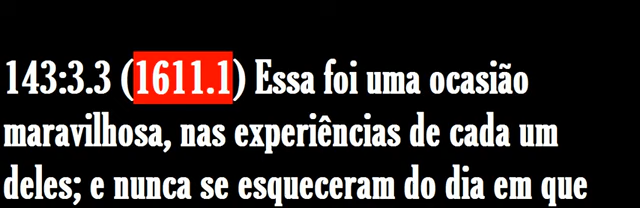 143:3.3 (1611.1) Essa foi uma ocasião
maravilhosa, nas experiências de cada um
deles; e nunca se esqueceram do dia em que